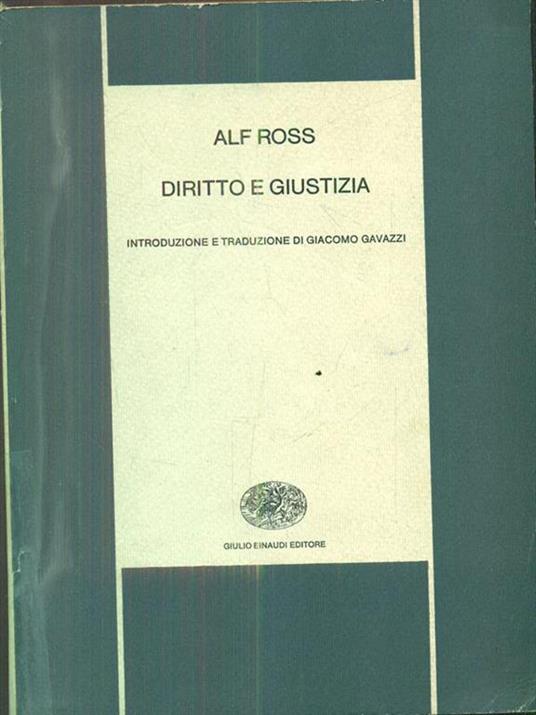 ALF ROSS
DIRITTO E GIUSTIZIA
INTRODUZIONE E TRADUZIONE DI GIACOMO GAVAZZI
GIULIO EINAUDI EDITORE